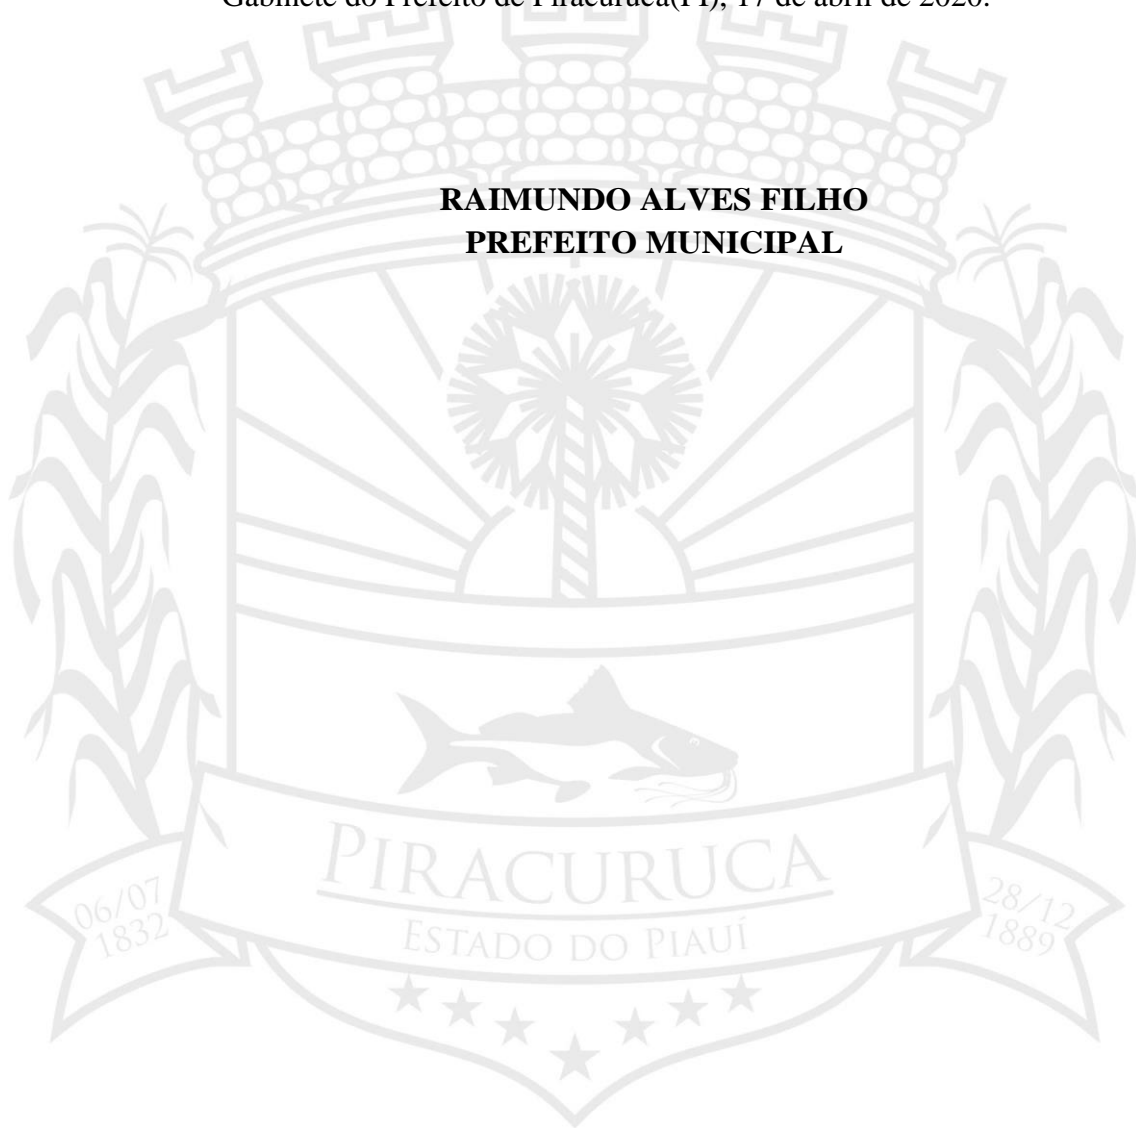 Gabinete do Prefeito de Piracuruca(PI), 17 de abril de 2020.
RAIMUNDO ALVES FILHO
PREFEITO MUNICIPAL
PIRACURUCA
06/07
1832
28/12
1889
ESTADO DO PIAUÍ